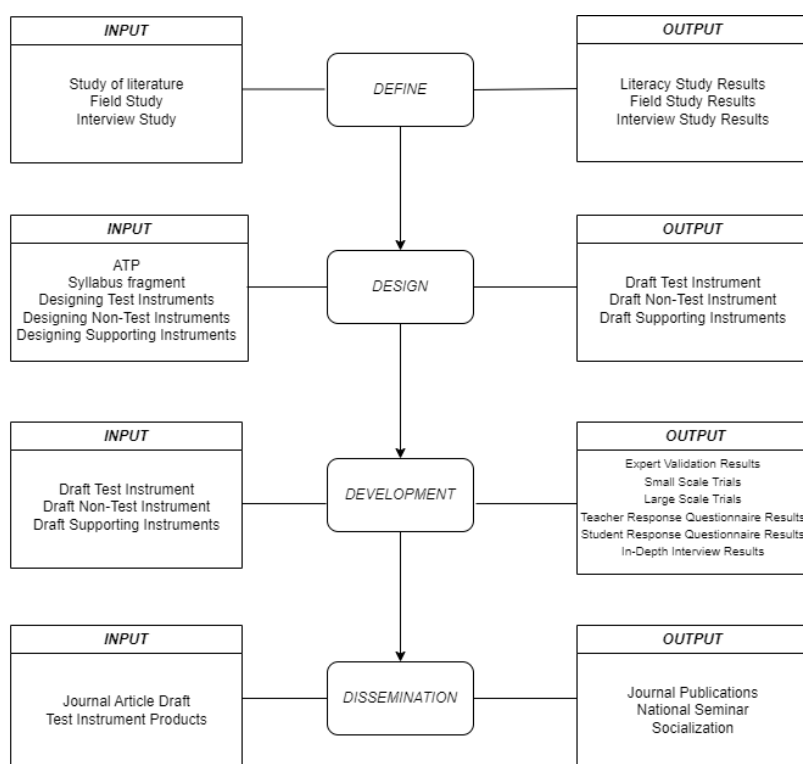 INPUT
Study of literature
Field Study
Interview Study
DEFINE
OUTPUT
Literacy Study Results
Field Study Results
Interview Study Results
INPUT
ATP
Syllabus fragment
Designing Test Instruments
Designing Non-Test Instruments
Designing Supporting Instruments
DESIGN
OUTPUT
Draft Test Instrument
Draft Non-Test Instrument
Draft Supporting Instruments
INPUT
Draft Test Instrument
Draft Non-Test Instrument
Draft Supporting Instruments
DEVELOPMENT
OUTPUT
Expert Validation Results
Small Scale Trials
Large Scale Trials
Teacher Response Questionnaire Results
Student Response Questionnaire Results
In-Depth Interview Results
INPUT
Journal Article Draft
Test Instrument Products
DISSEMINATION
OUTPUT
Journal Publications
National Seminar
Socialization